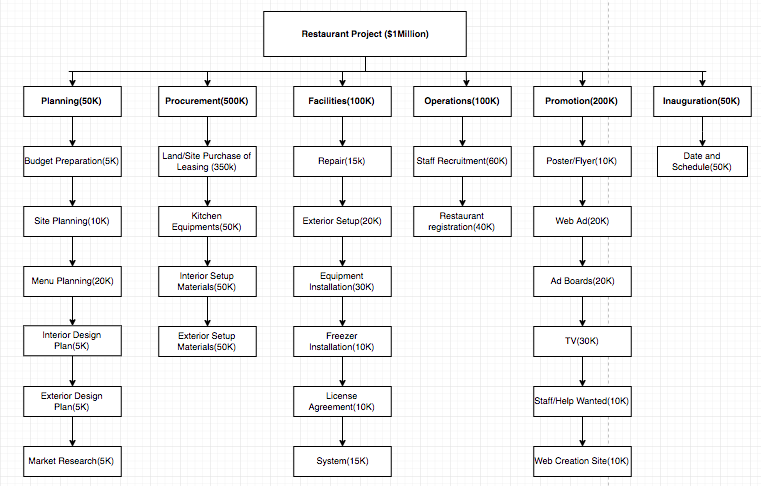 Restaurant Project ($1Million)
Planning(50K)
Procurement(500K)
Facilities(100K)
Operations(100K)
Promotion(200K)
Inauguration(50K)
Budget Preparation(5K)
Land/Site Purchase of
Leasing (350k)
Repair(15k)
Staff Recruitment(60K)
Poster/Flyer(10K)
Date and
Schedule(50K)
Site Planning(10K)
Kitchen
Equipments(50K)
Exterior Setup(20K)
Restaurant
registration(40K)
Web Ad(20K)
Menu Planning(20K)
Interior Setup
Materials(50K)
Equipment
Installation(30K)
Ad Boards(20K)
Interior Design
Plan(5K)
Exterior Setup
Materials(50K)
Freezer
Installation(10K)
TV(30K)
Exterior Design
Plan(5K)
License
Agreement(10K)
Staff/Help Wanted(10K)
Market Research(5K)
System(15K)
Web Creation Site(10K)